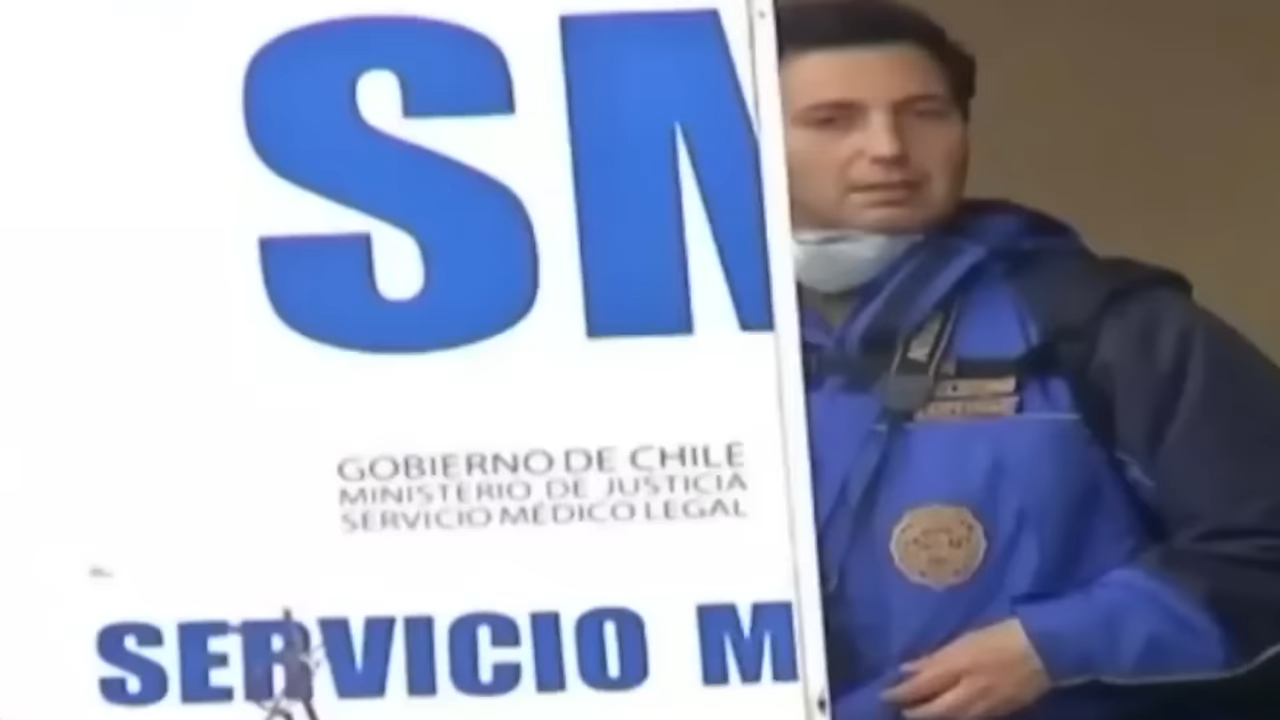 SM
GOBIERNO DE CHILE
MINISTERIO DE JUSTICIA
SERVICIO MÉDICO LEGAL
SERVICIO M